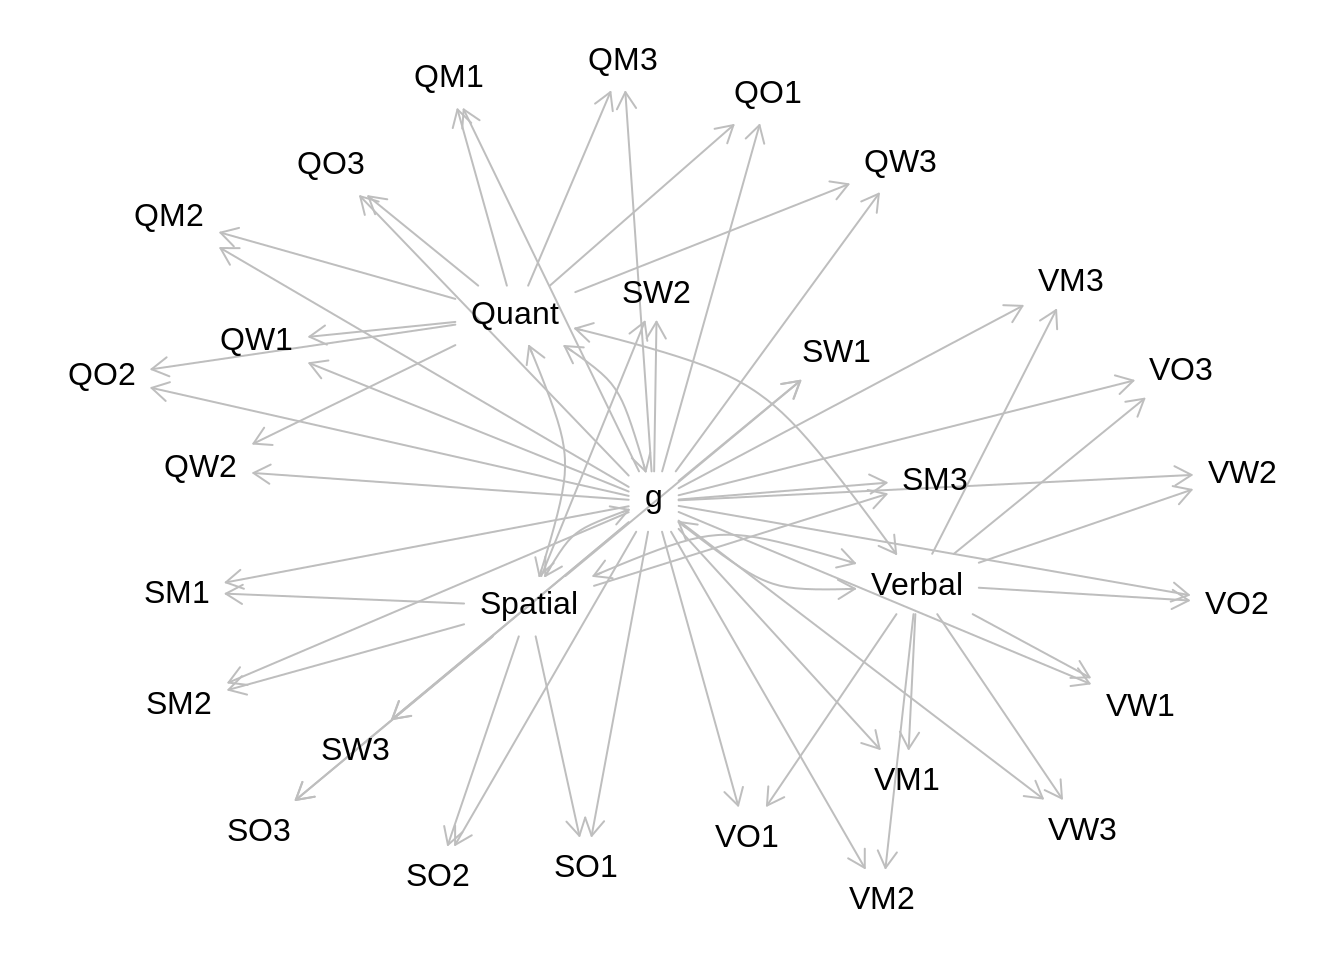 QM3
QM1
QO1
QO3
QW3
QM2
VM3
SW2
Quant
QW1
SW1
VO3
QO2
QW2
VW2
SM3
g
Verbal
SM1
Spatial
VO2
SM2
VW1
SW3
VM1
SO3
VW3
VO1
SO1
SO2
VM2